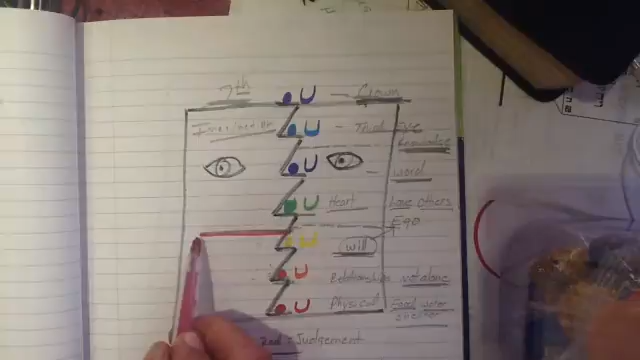 7th U - Crown
U - Third Eye
Knowledge
U - word
U Heart Love others
Ego
U will
U Relationships not alone
U Physical Food water
shelter
Red = Judgement